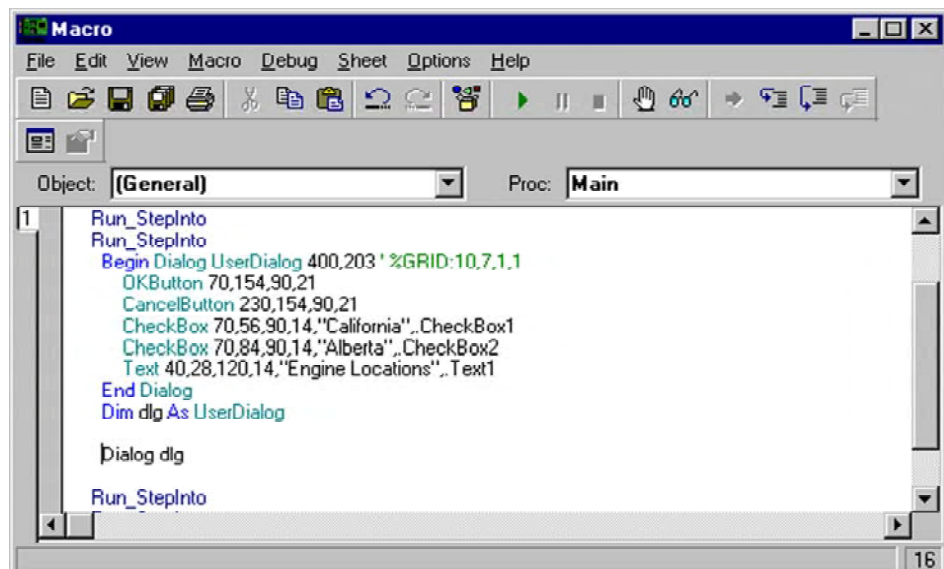 Macro
File Edit View Macro Debug Sheet Options Help
Object: (General) Proc: Main
1
Run_StepInto
Run_StepInto
Begin Dialog UserDialog 400,203 ' %GRID:10,7,1,1
OKButton 70,154,90,21
CancelButton 230,154,90,21
CheckBox 70,56,90,14,"California",.CheckBox1
CheckBox 70,84,90,14,"Alberta",.CheckBox2
Text 40,28,120,14,"Engine Locations",.Text1
End Dialog
Dim dlg As UserDialog
Dialog dlg
Run_StepInto
16